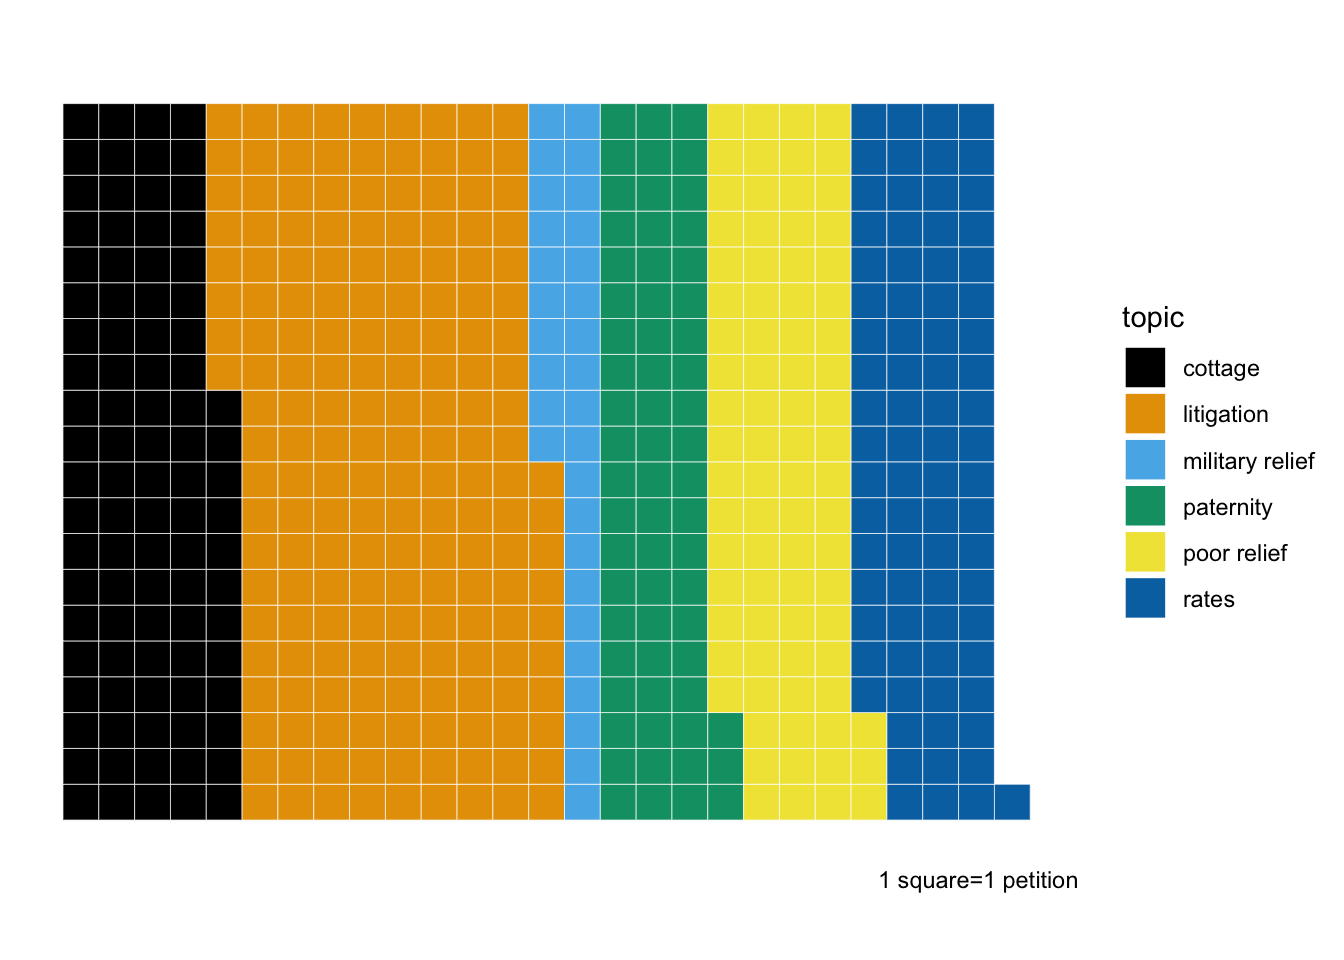 topic
cottage
litigation
military relief
paternity
poor relief
rates
1 square=1 petition